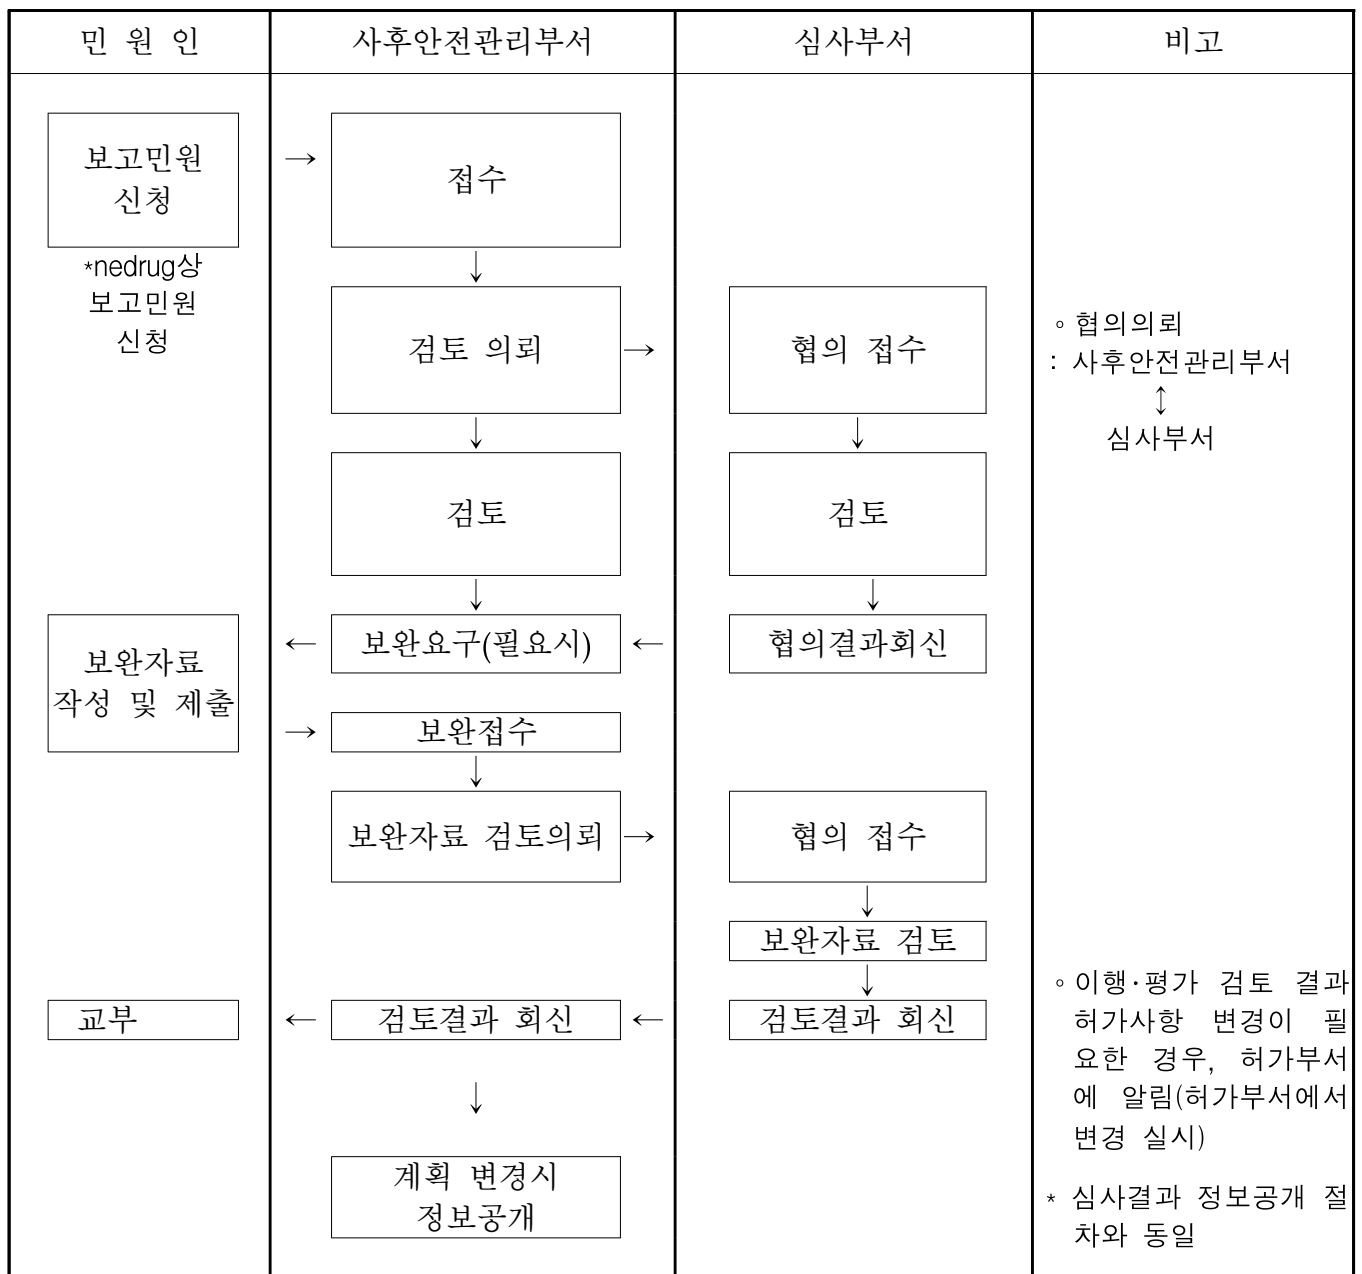 민 원 인
사후안전관리부서
심사부서
비고
보고민원
신청
→
접수
*nedrug상
보고민원
신청
↓
검토 의뢰
→
협의 접수
◦ 협의의뢰
: 사후안전관리부서
↕
심사부서
↓
↓
검토
검토
↓
↓
보완자료
작성 및 제출
←
보완요구(필요시)
←
협의결과회신
→
보완접수
↓
보완자료 검토의뢰
→
협의 접수
↓
보완자료 검토
↓
교부
←
검토결과 회신
←
검토결과 회신
◦ 이행·평가 검토 결과
허가사항 변경이 필
요한 경우, 허가부서
에 알림(허가부서에서
변경 실시)
↓
계획 변경시
정보공개
* 심사결과 정보공개 절
차와 동일